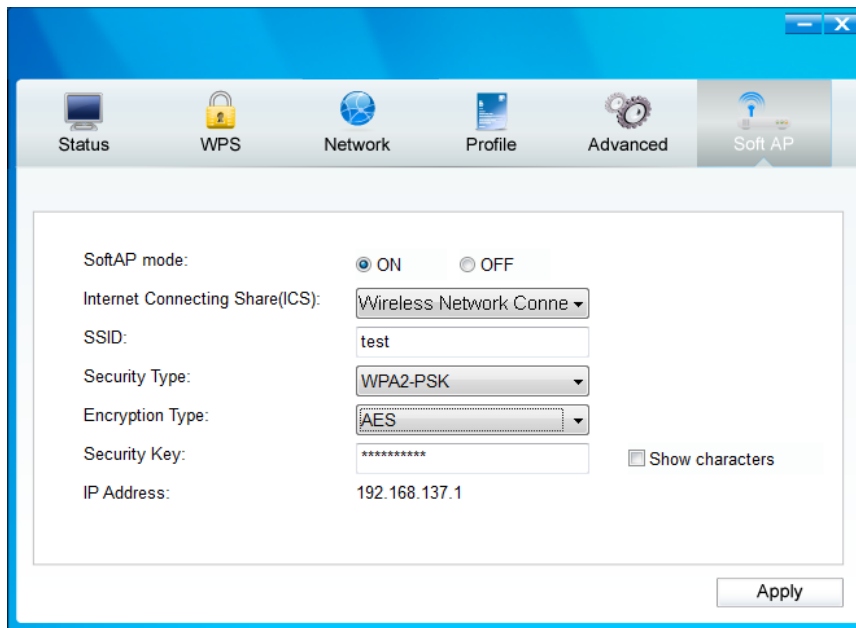 Status WPS Network Profile Advanced Soft AP
SoftAP mode: ON OFF
Internet Connecting Share(ICS): Wireless Network Conne
SSID: test
Security Type: WPA2-PSK
Encryption Type: AES
Security Key: ********** Show characters
IP Address: 192.168.137.1
Apply